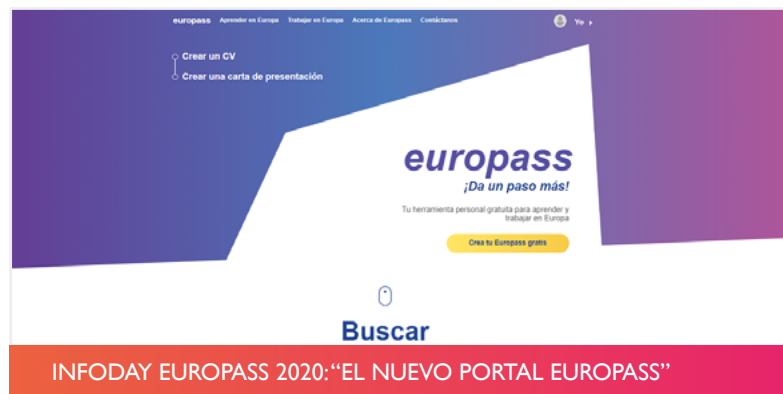 europass Aprender en Europa Trabajar en Europa Acerca de Europass Contáctanos Yo
Crear un CV
Crear una carta de presentación
europass
¡Da un paso más!
Tu herramienta personal gratuita para aprender y
trabajar en Europa
Crea tu Europass gratis
Buscar
INFODAY EUROPASS 2020: “EL NUEVO PORTAL EUROPASS”